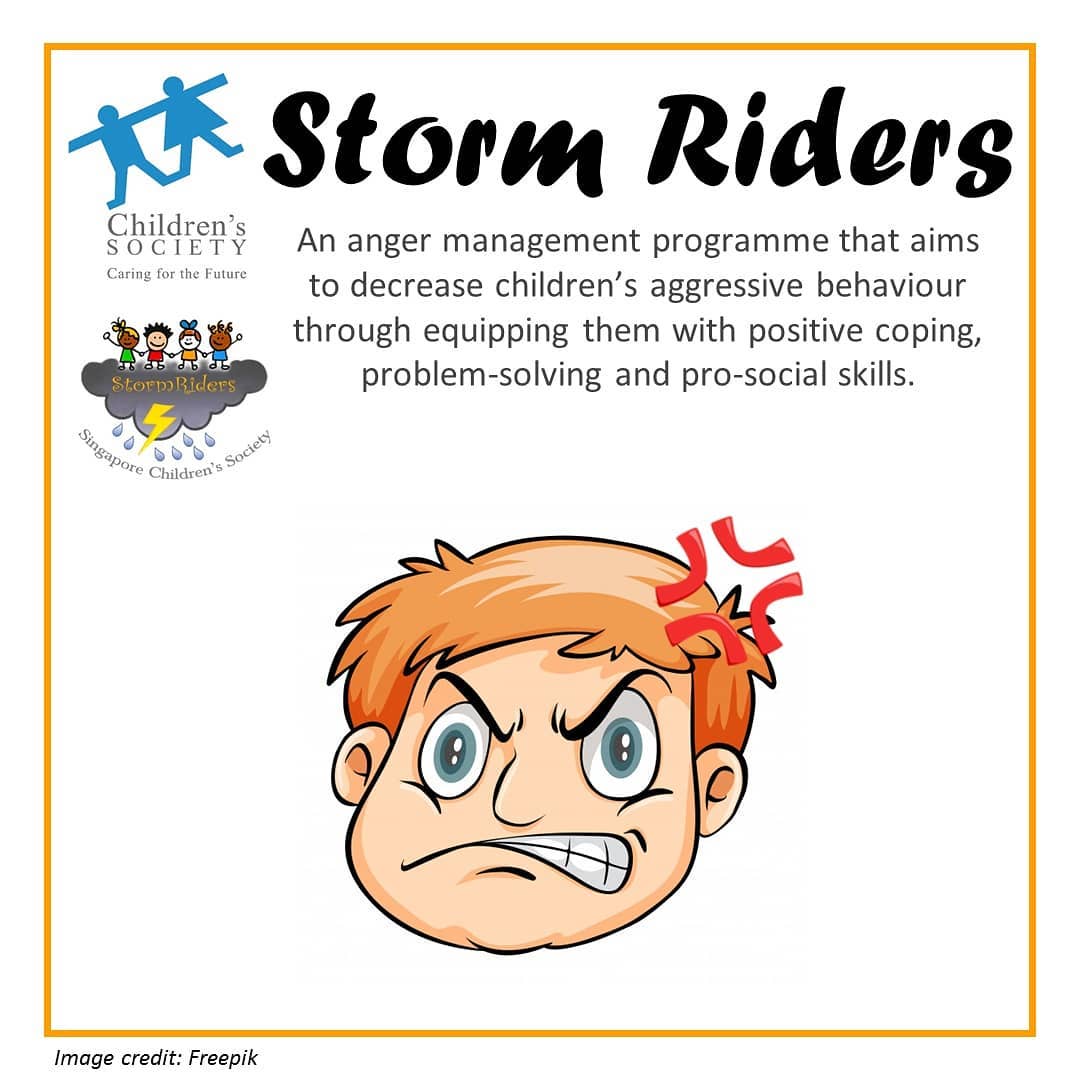 Storm Riders
Children's
SOCIETY
Caring for the Future
An anger management programme that aims
to decrease children's aggressive behaviour
through equipping them with positive coping,
problem-solving and pro-social skills.
StormRiders
Singapore Children's Society
Image credit: Freepik